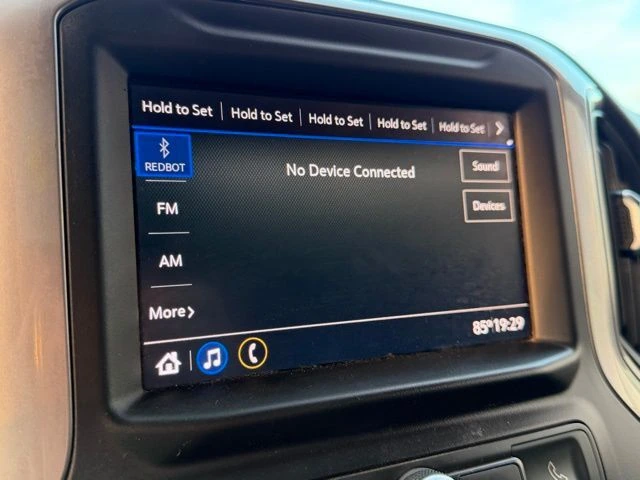 Hold to Set Hold to Set Hold to Set Hold to Set Hold to Set
REDBOT
No Device Connected
Sound
FM
Devices
AM
More
85° 19:29